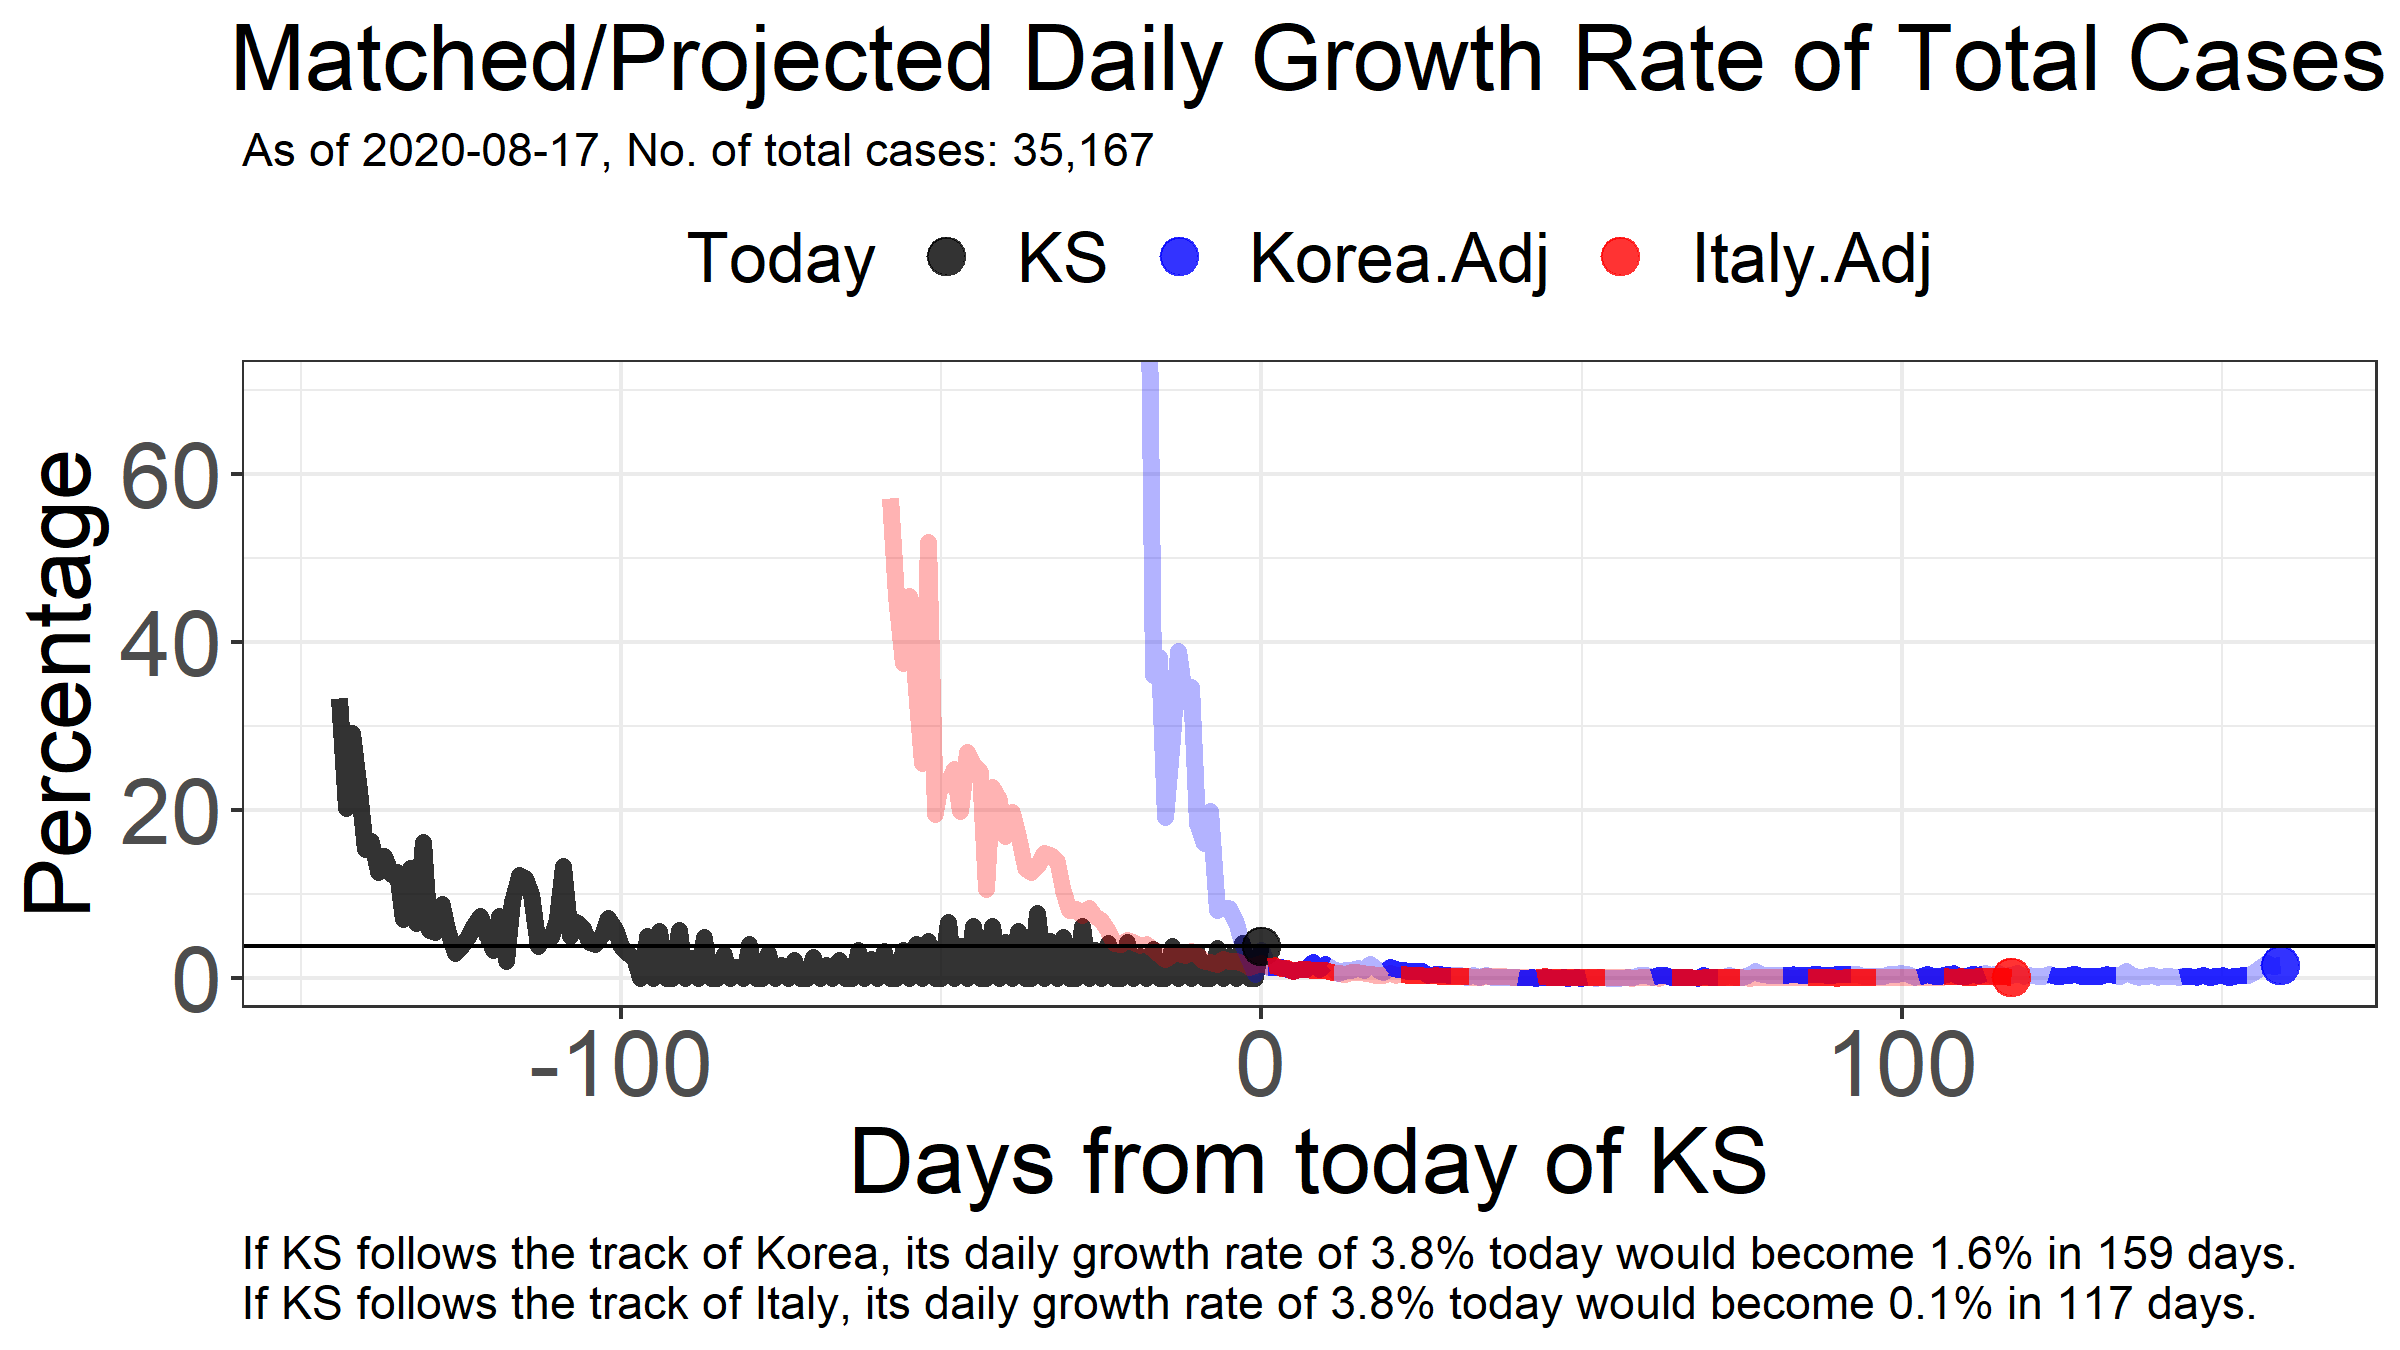 Matched/Projected Daily Growth Rate of Total Cases
As of 2020-08-17, No. of total cases: 35,167
Today KS Korea.Adj Italy.Adj
Percentage
60
40
20
0
-100 0 100
Days from today of KS
If KS follows the track of Korea, its daily growth rate of 3.8% today would become 1.6% in 159 days.
If KS follows the track of Italy, its daily growth rate of 3.8% today would become 0.1% in 117 days.